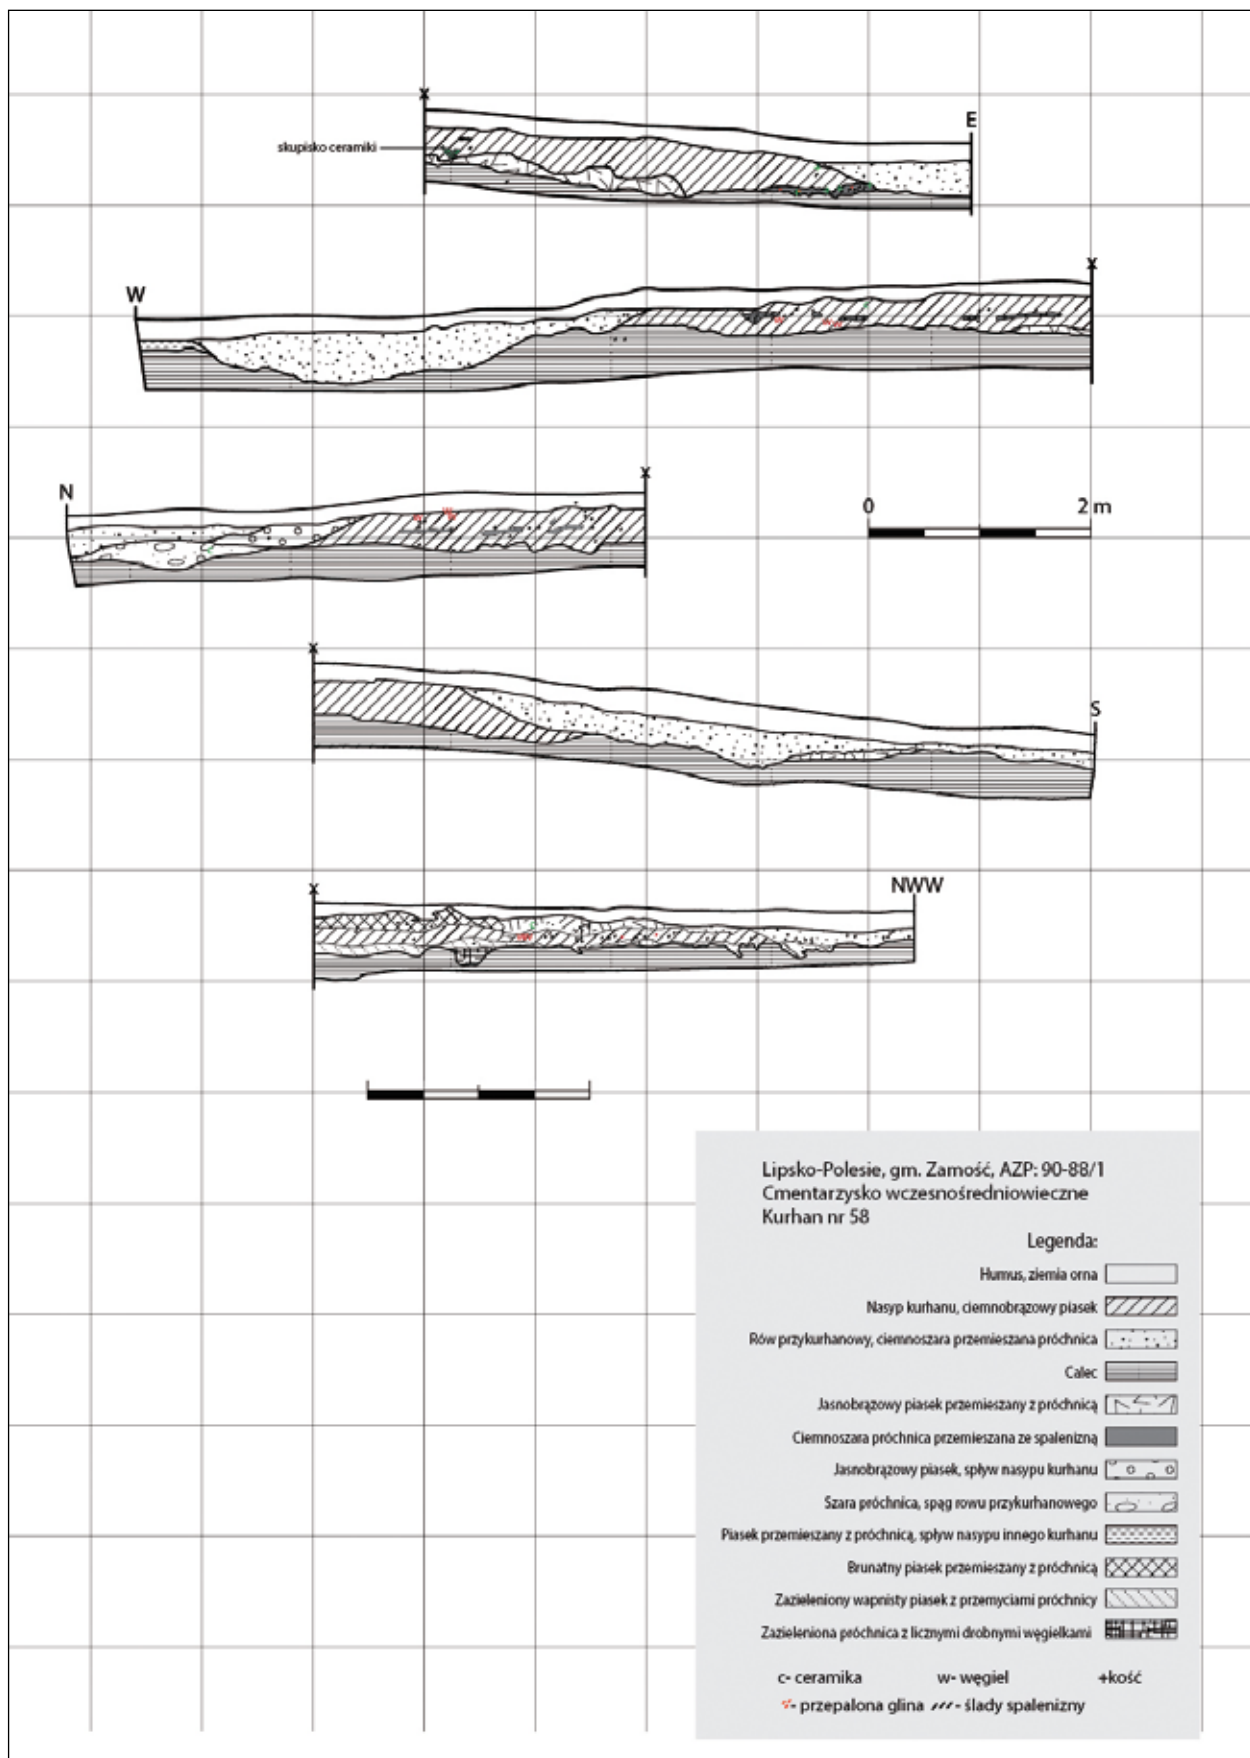 x
E
skupisko ceramiki
W
x
N
x
0 2 m
x
S
x
NWW
Lipsko-Polesie, gm. Zamość, AZP: 90-88/1
Cmentarzysko wczesnośredniowieczne
Kurhan nr 58
Legenda:
Humus, ziemia orna
Nasyp kurhanu, ciemnobrązowy piasek
Rów przykurhanowy, ciemnoszara przemieszana próchnica
Calec
Jasnobrązowy piasek przemieszany z próchnicą
Ciemnoszara próchnica przemieszana ze spalenizną
Jasnobrązowy piasek, spływ nasypu kurhanu
Szara próchnica, spąg rowu przykurhanowego
Piasek przemieszany z próchnicą, spływ nasypu innego kurhanu
Brunatny piasek przemieszany z próchnicą
Zazieleniony wapnisty piasek z przemyciami próchnicy
Zazieleniona próchnica z licznymi drobnymi węgielkami
c- ceramika w- węgiel +kość
- przepalona glina - ślady spalenizny